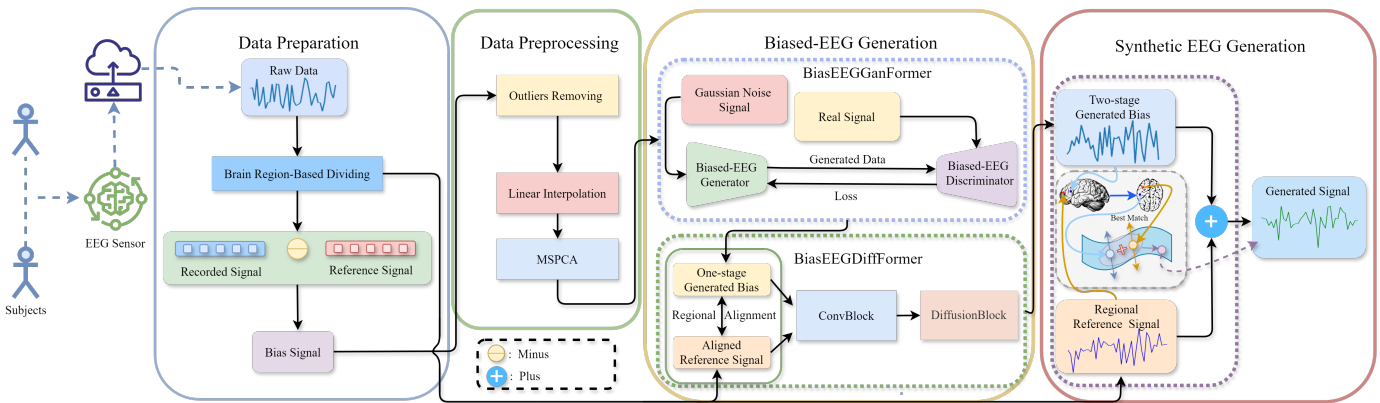 Subjects
EEG Sensor
Data Preparation
Raw Data
Brain Region-Based Dividing
Recorded Signal
Reference Signal
Bias Signal
Data Preprocessing
Outliers Removing
Linear Interpolation
MSPCA
: Minus
: Plus
Biased-EEG Generation
BiasEEGGanFormer
Gaussian Noise
Signal
Real Signal
Biased-EEG
Generator
Generated Data
Loss
Biased-EEG
Discriminator
BiasEEGDiffFormer
One-stage
Generated Bias
Regional Alignment
Aligned
Reference Signal
ConvBlock
DiffusionBlock
Synthetic EEG Generation
Two-stage
Generated Bias
Best Match
Regional
Reference Signal
Generated Signal